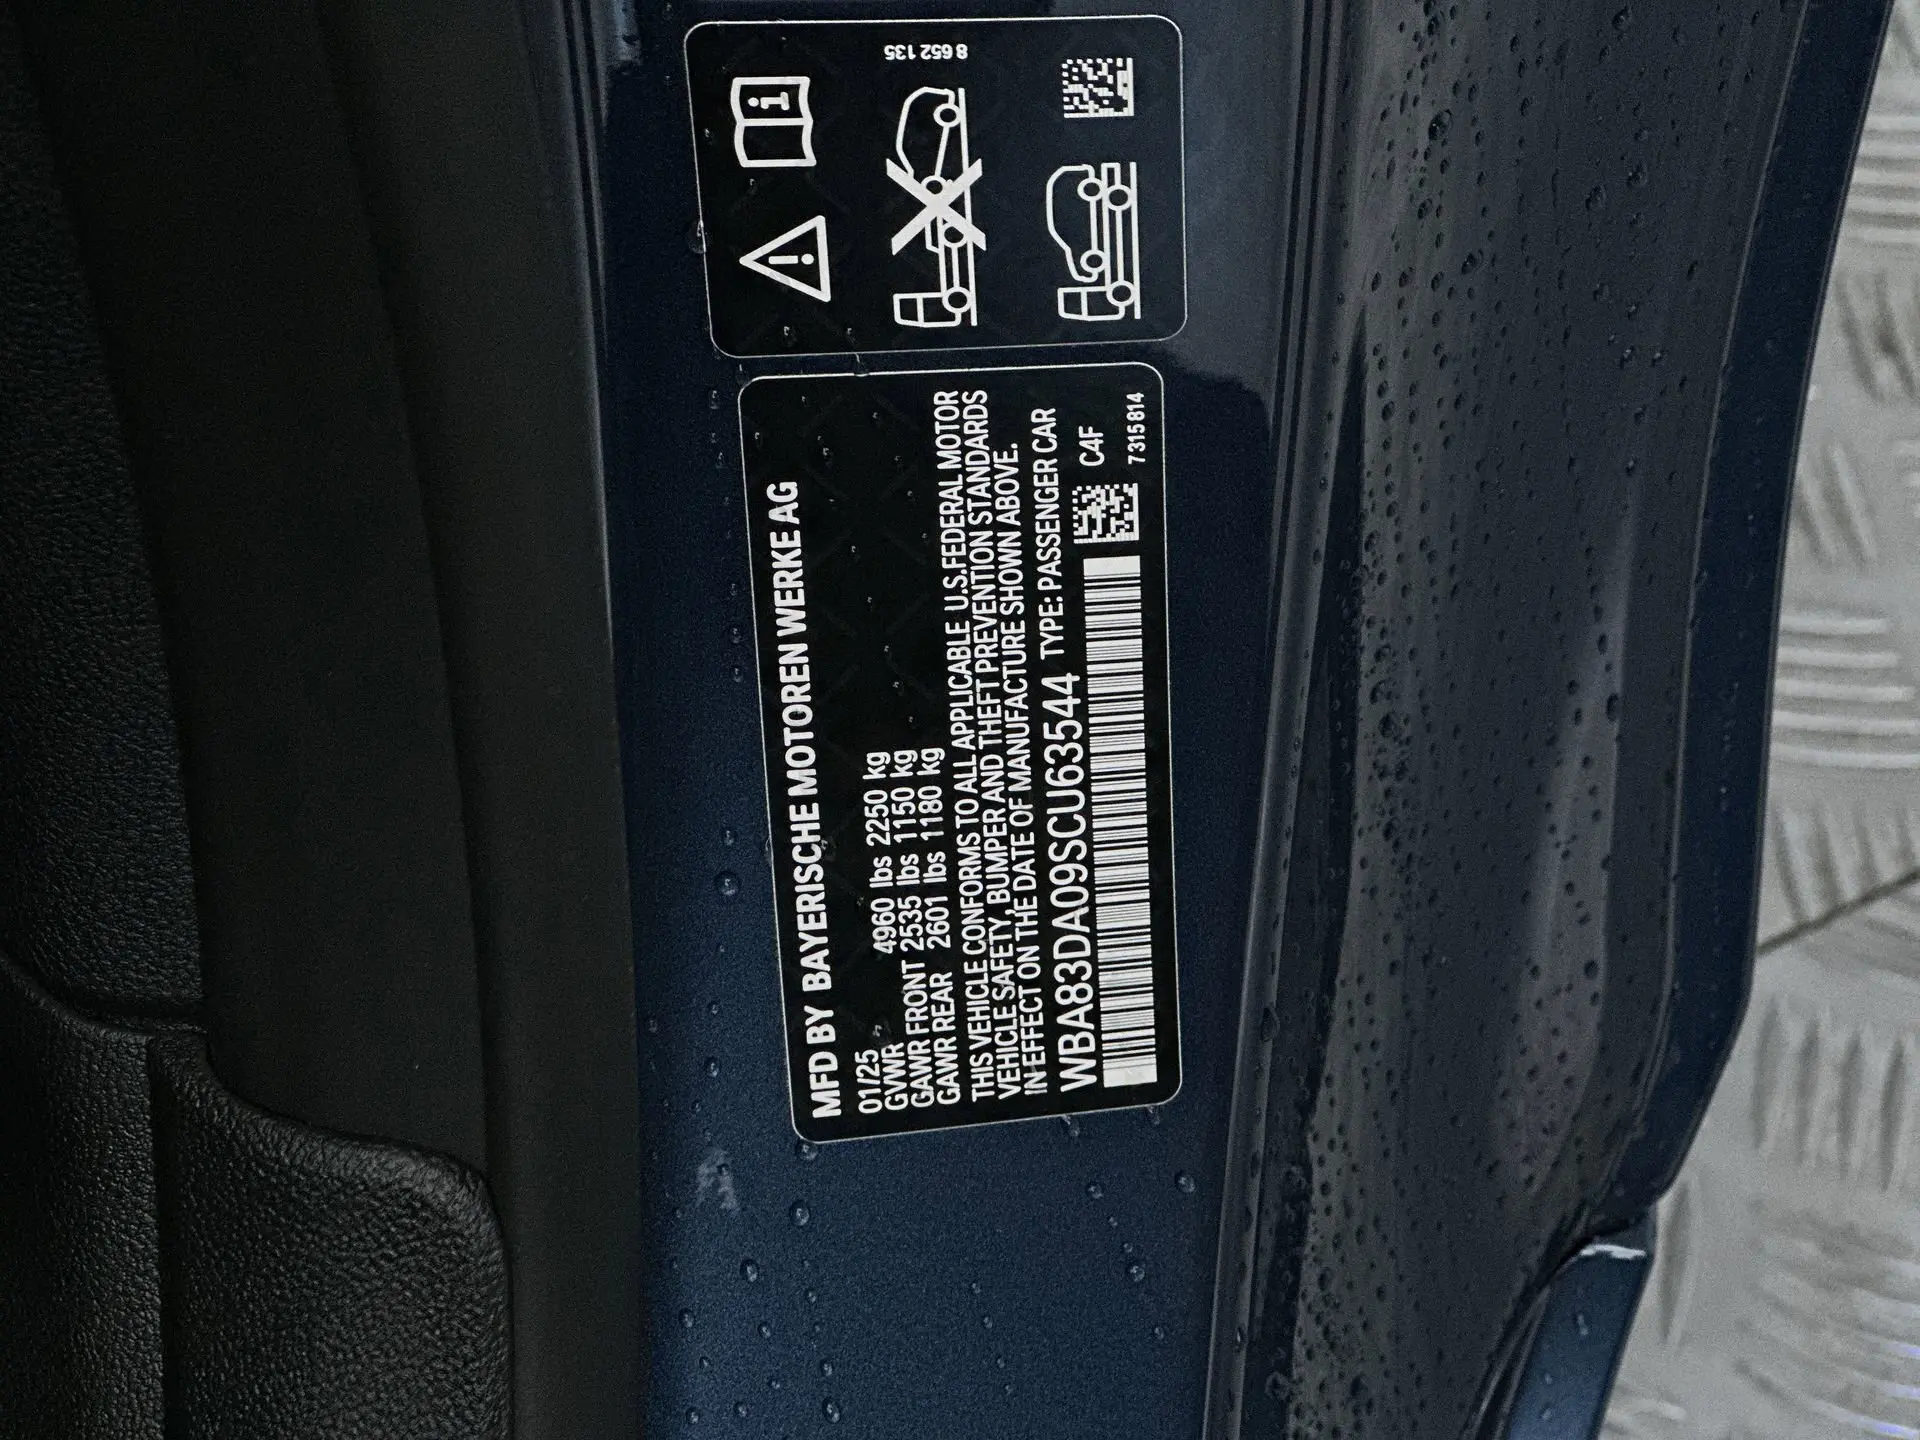 8 652 135
MFD BY BAYERISCHE MOTOREN WERKE AG
01/25
GVWR 4960 lbs 2250 kg
GAWR FRONT 2535 lbs 1150 kg
GAWR REAR 2601 lbs 1180 kg
THIS VEHICLE CONFORMS TO ALL APPLICABLE U.S.FEDERAL MOTOR
VEHICLE SAFETY, BUMPER AND THEFT PREVENTION STANDARDS
IN EFFECT ON THE DATE OF MANUFACTURE SHOWN ABOVE.
WBA83DA09SCU63544 TYPE: PASSENGER CAR
C4F
7 315 814